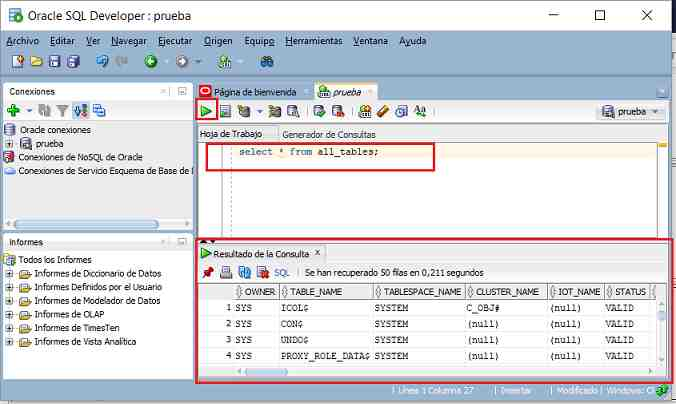 Oracle SQL Developer : prueba
Archivo Editar Ver Navegar Ejecutar Origen Equipo Herramientas Ventana Ayuda
Conexiones
Oracle conexiones
prueba
Conexiones de NoSQL de Oracle
Conexiones de Servicio Esquema de Base de
Informes
Todos los Informes
Informes de Diccionario de Datos
Informes Definidos por el Usuario
Informes de Modelador de Datos
Informes de OLAP
Informes de TimesTen
Informes de Vista Analítica
Página de bienvenida prueba
Aa
prueba
Hoja de Trabajo Generador de Consultas
select * from all_tables;
Resultado de la Consulta
SQL | Se han recuperado 50 filas en 0,211 segundos
OWNER TABLE_NAME TABLESPACE_NAME CLUSTER_NAME IOT_NAME STATUS
1 SYS ICOL$ SYSTEM C_OBJ# (null) VALID
2 SYS CON$ SYSTEM (null) (null) VALID
3 SYS UNDO$ SYSTEM (null) (null) VALID
4 SYS PROXY_ROLE_DATA$ SYSTEM (null) (null) VALID
Línea 1 Columna 27 | Insertar | Modificado | Windows: